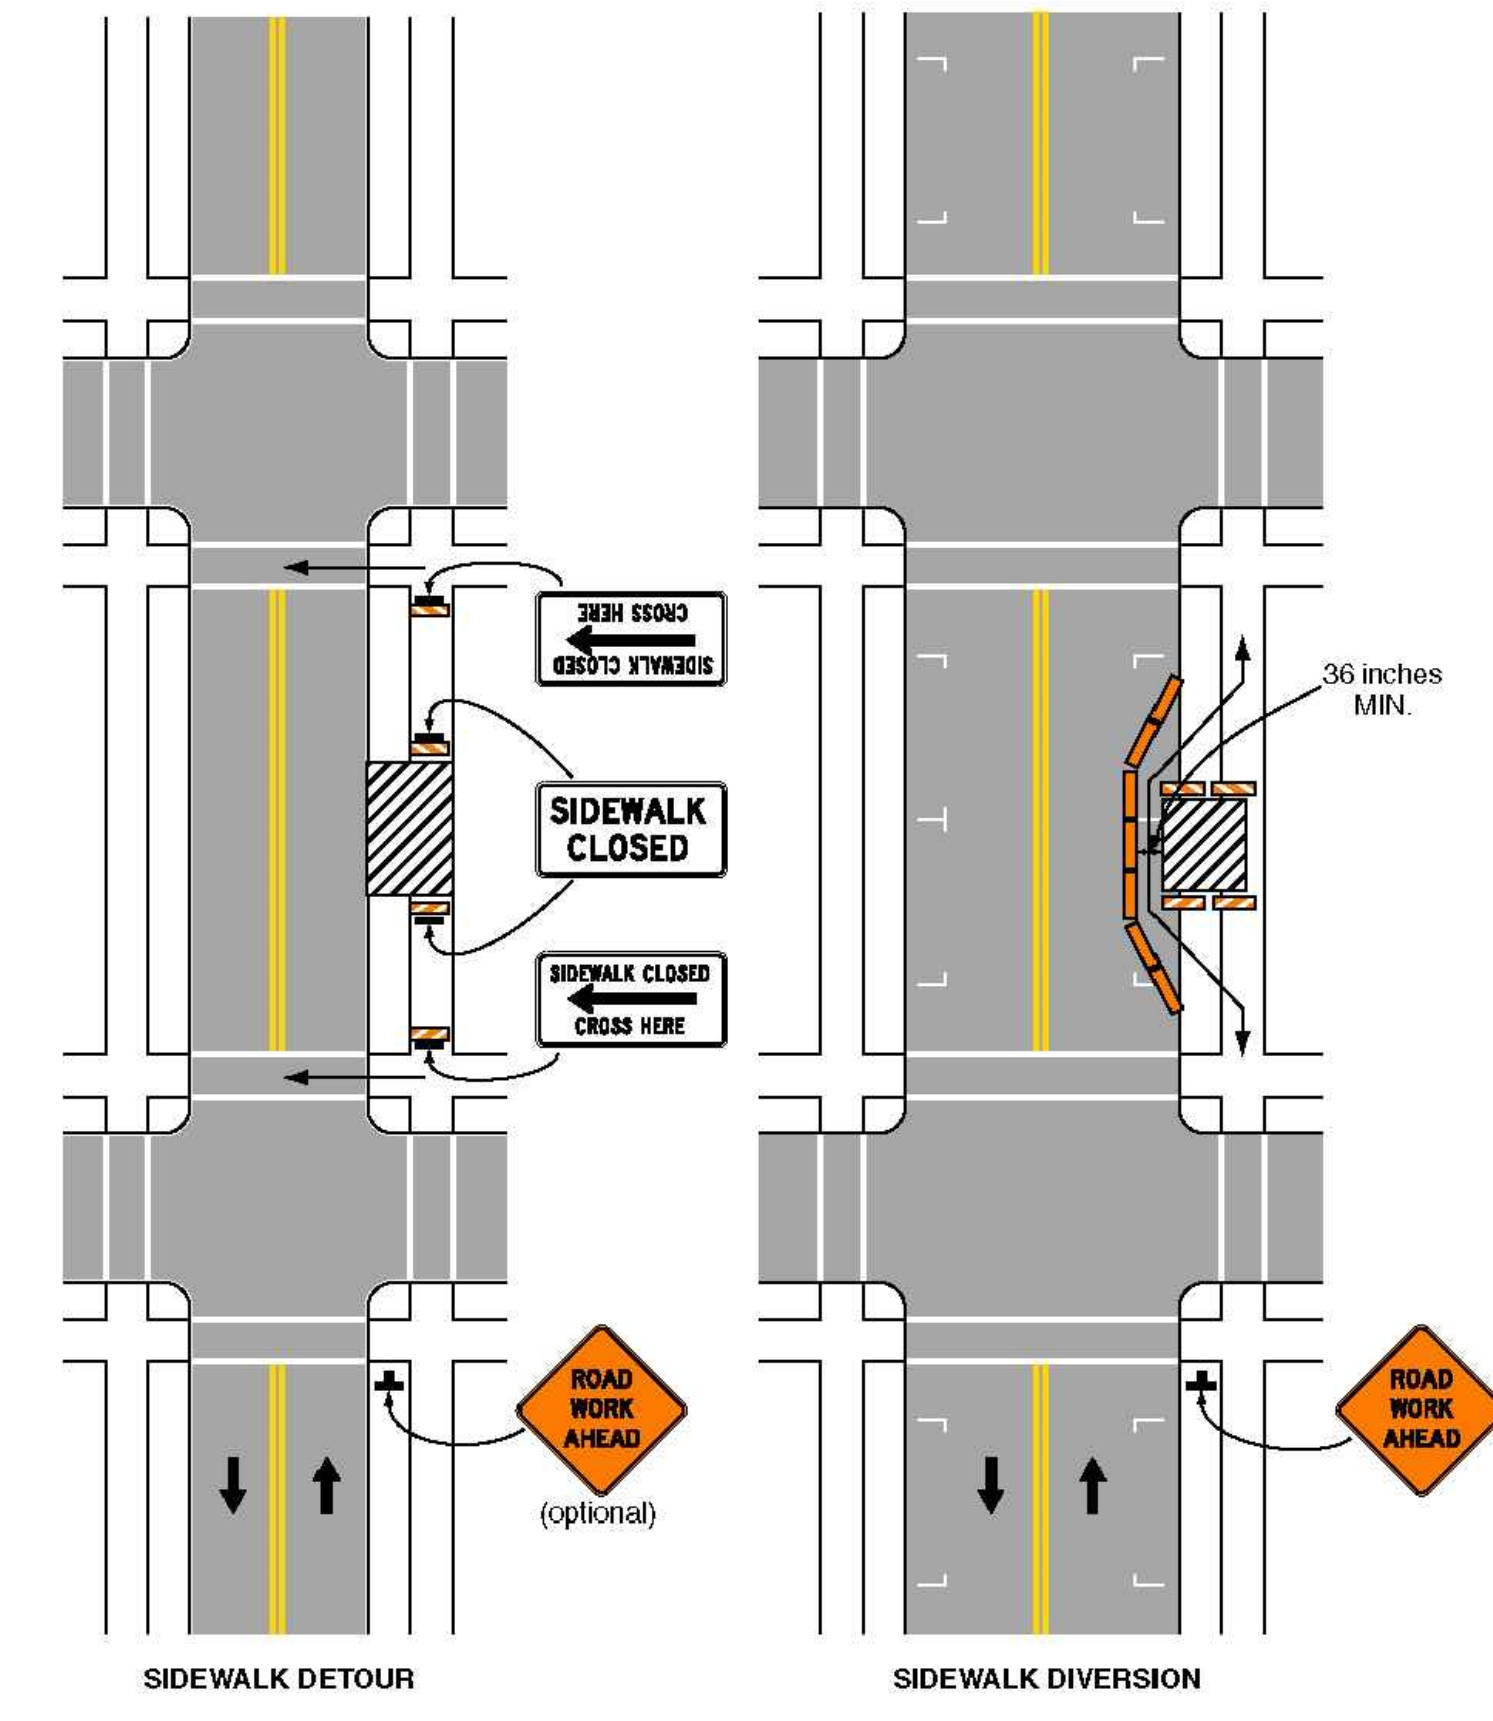 CROSS HERE
SIDEWALK CLOSED
36 inches
MIN.
SIDEWALK
CLOSED
SIDEWALK CLOSED
CROSS HERE
ROAD
WORK
AHEAD
(optional)
ROAD
WORK
AHEAD
SIDEWALK DETOUR
SIDEWALK DIVERSION